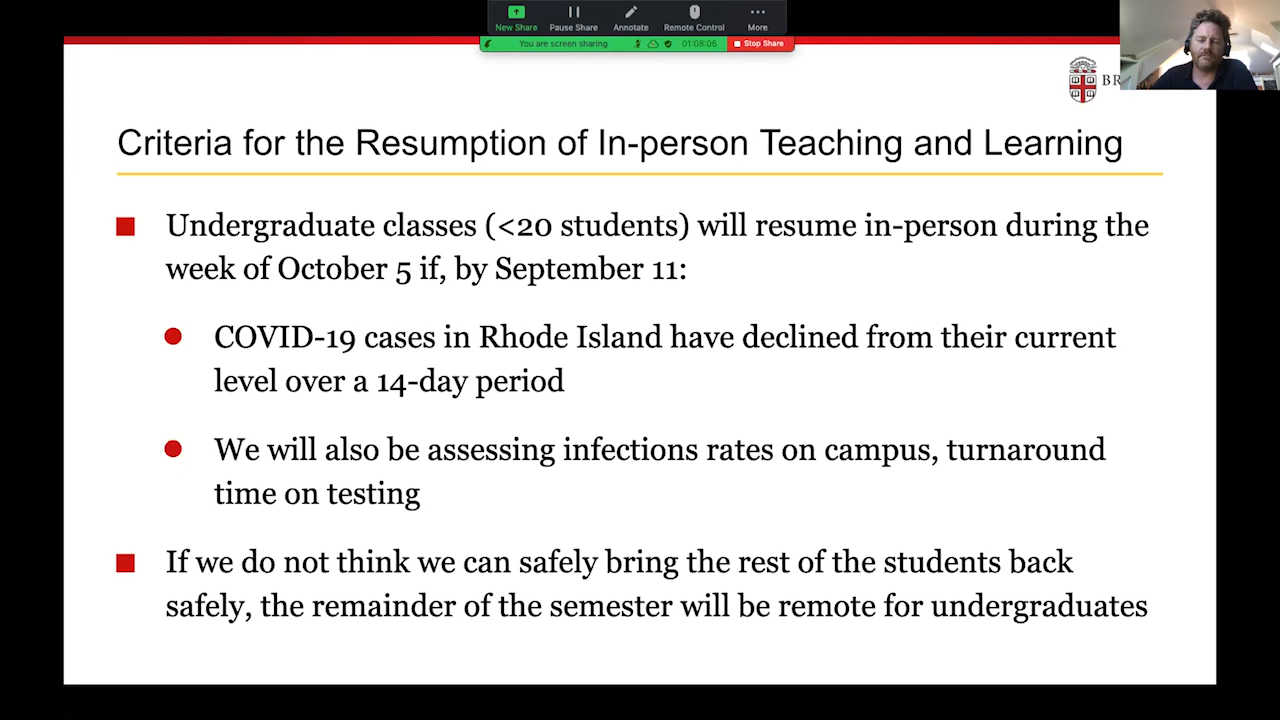 New Share
Pause Share
Annotate
Remote Control
More
You are screen sharing
01:08:06
Stop Share
BR
Criteria for the Resumption of In-person Teaching and Learning
Undergraduate classes (<20 students) will resume in-person during the
week of October 5 if, by September 11:
COVID-19 cases in Rhode Island have declined from their current
level over a 14-day period
We will also be assessing infections rates on campus, turnaround
time on testing
If we do not think we can safely bring the rest of the students back
safely, the remainder of the semester will be remote for undergraduates